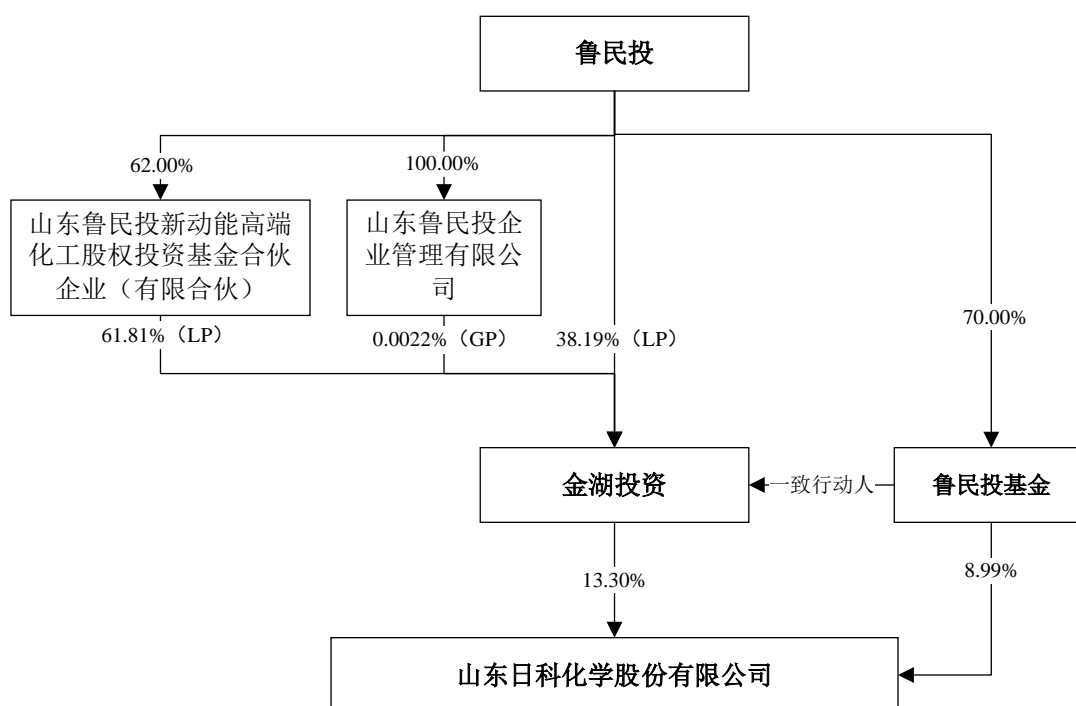 鲁民投
62.00%
100.00%
山东鲁民投新动能高端
化工股权投资基金合伙
企业（有限合伙）
山东鲁民投企
业管理有限公
司
61.81%（LP）
0.0022%（GP）
38.19%（LP）
70.00%
金湖投资
一致行动人
鲁民投基金
13.30%
8.99%
山东日科化学股份有限公司